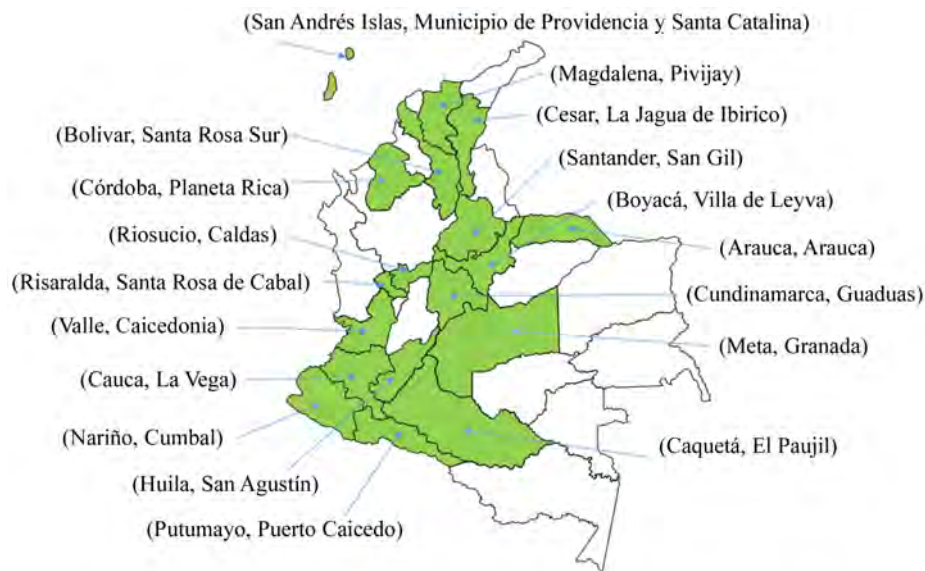 (San Andrés Islas, Municipio de Providencia y Santa Catalina)
(Magdalena, Pivijay)
(Cesar, La Jagua de Ibirico)
(Bolivar, Santa Rosa Sur)
(Santander, San Gil)
(Córdoba, Planeta Rica)
(Boyacá, Villa de Leyva)
(Riosucio, Caldas)
(Arauca, Arauca)
(Risaralda, Santa Rosa de Cabal)
(Cundinamarca, Guaduas)
(Valle, Caicedonia)
(Meta, Granada)
(Cauca, La Vega)
(Nariño, Cumbal)
(Caquetá, El Paujil)
(Huila, San Agustín)
(Putumayo, Puerto Caicedo)